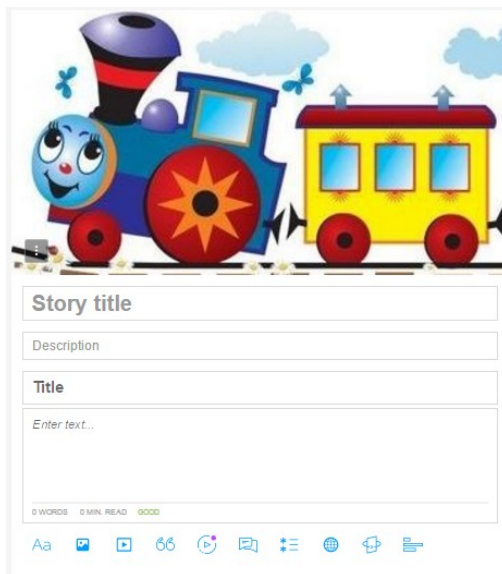 Story title
Description
Title
Enter text...
0 WORDS 0 MIN. READ GOOD
Aa